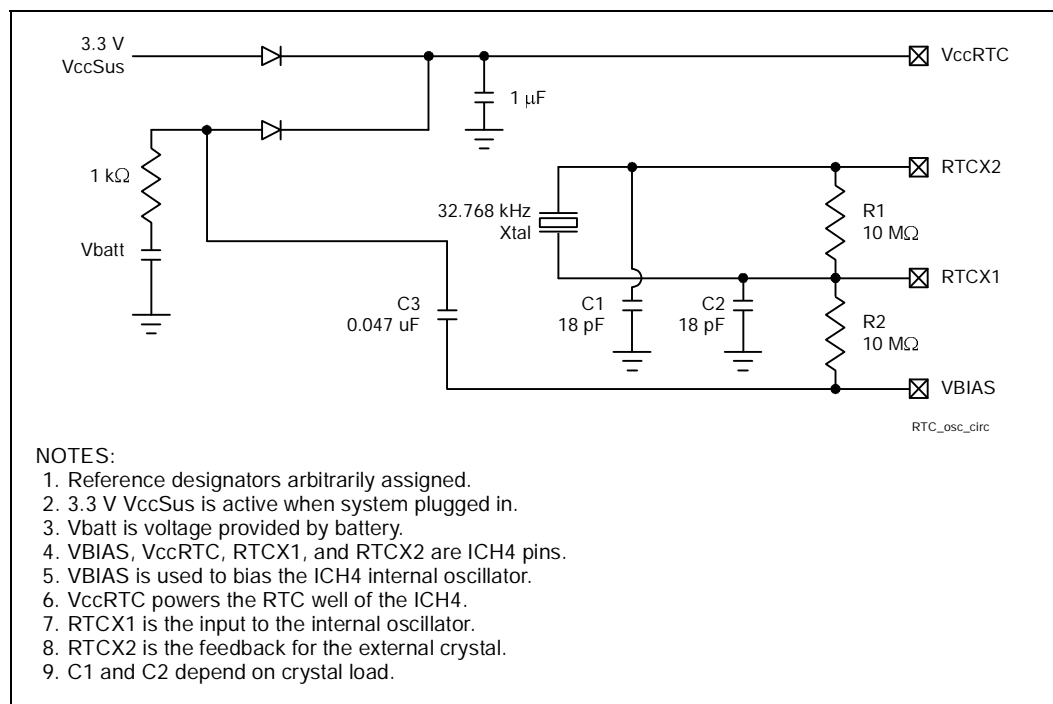 3.3 V
VccSus
VccRTC
1 μF
1 kΩ
Vbatt
RTCX2
32.768 kHz
Xtal
R1
10 MΩ
RTCX1
C3
0.047 uF
C1
18 pF
C2
18 pF
R2
10 MΩ
VBIAS
RTC_osc_circ
NOTES:
1. Reference designators arbitrarily assigned.
2. 3.3 V VccSus is active when system plugged in.
3. Vbatt is voltage provided by battery.
4. VBIAS, VccRTC, RTCX1, and RTCX2 are ICH4 pins.
5. VBIAS is used to bias the ICH4 internal oscillator.
6. VccRTC powers the RTC well of the ICH4.
7. RTCX1 is the input to the internal oscillator.
8. RTCX2 is the feedback for the external crystal.
9. C1 and C2 depend on crystal load.